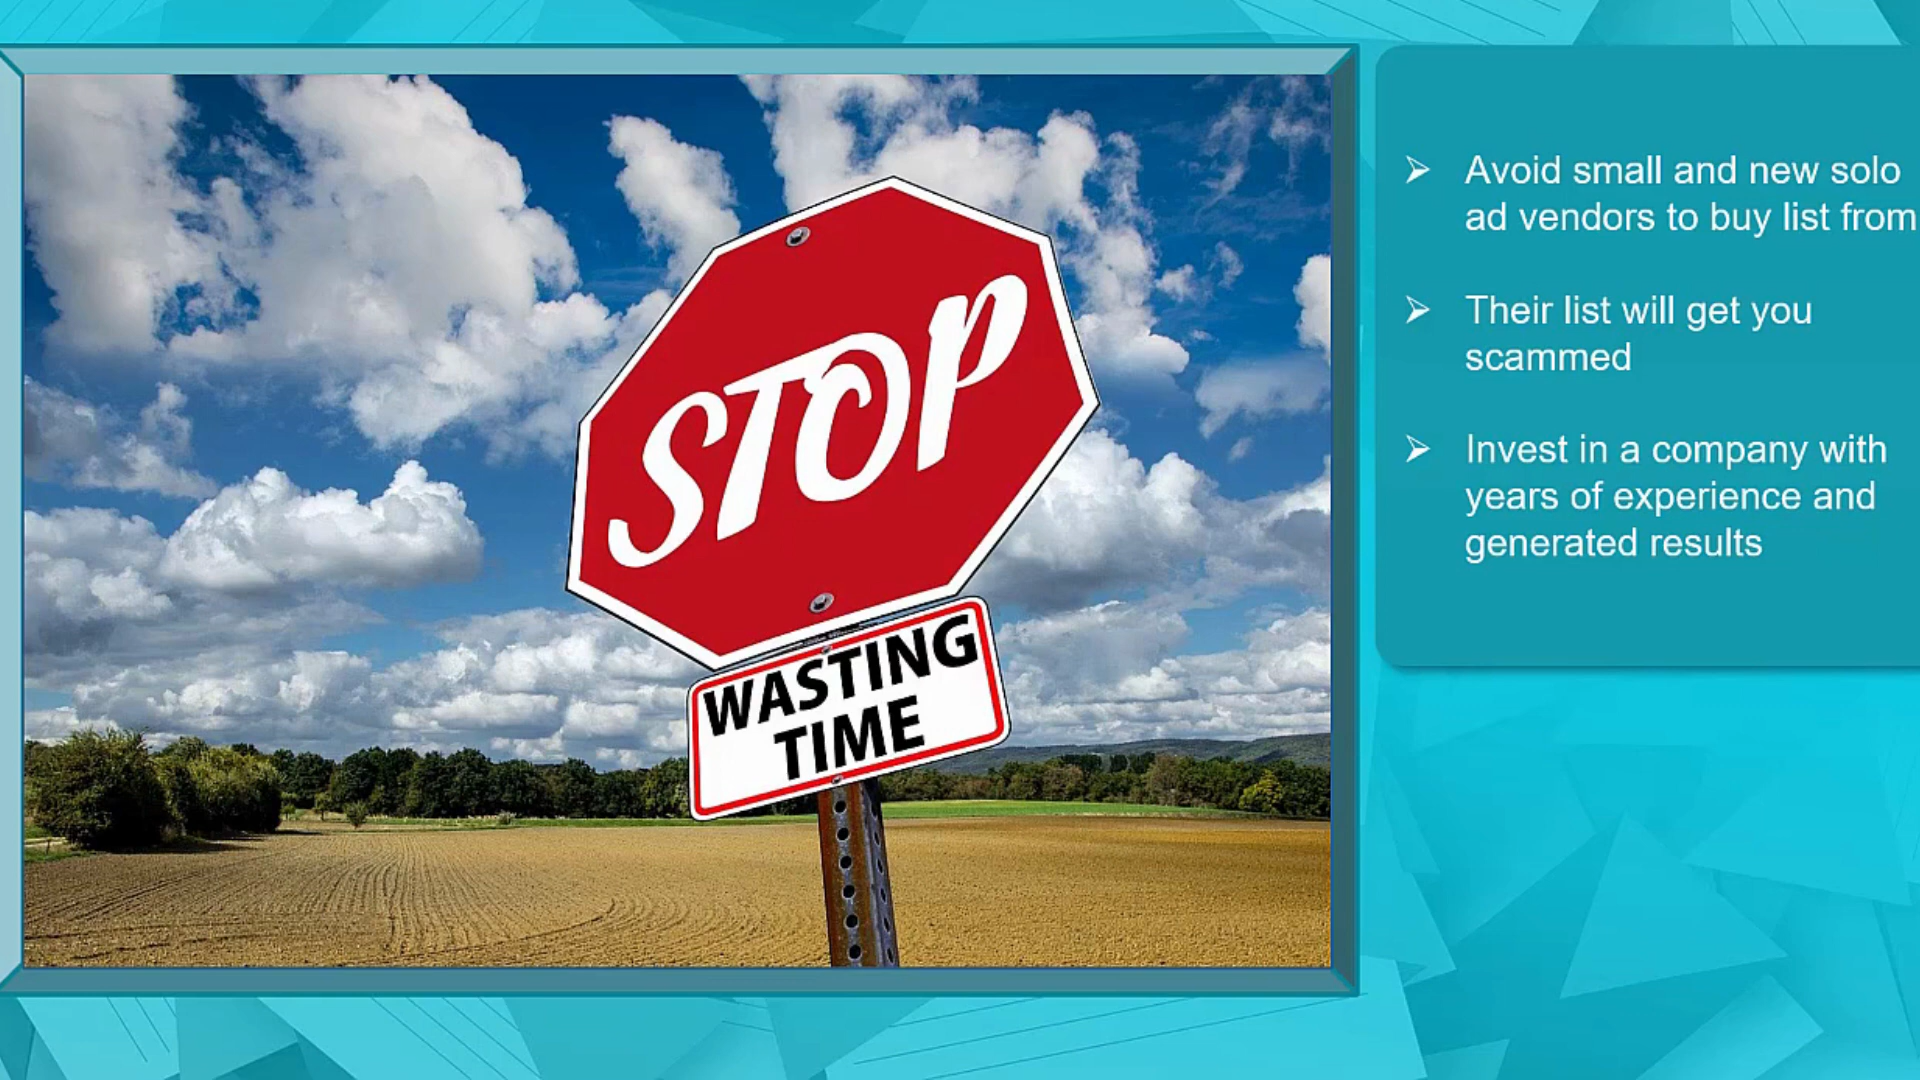 STOP
WASTING
TIME
Avoid small and new solo
ad vendors to buy list from
Their list will get you
scammed
Invest in a company with
years of experience and
generated results